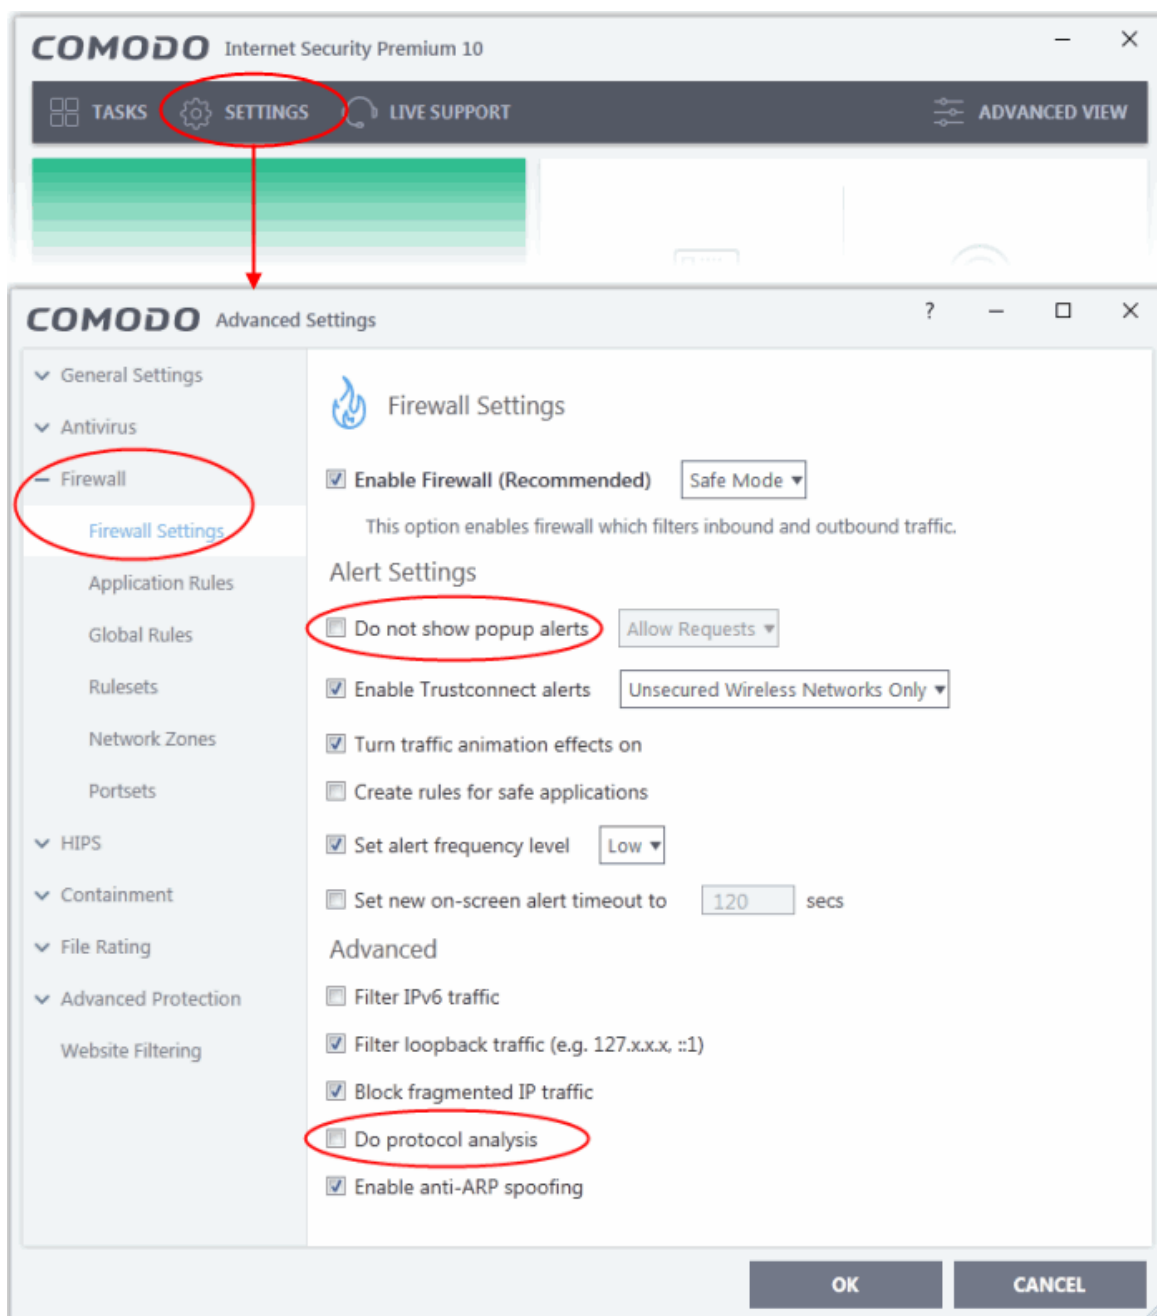 COMODO Internet Security Premium 10
TASKS SETTINGS LIVE SUPPORT ADVANCED VIEW
COMODO Advanced Settings ?
General Settings
Antivirus
Firewall
Firewall Settings
Application Rules
Global Rules
Rulesets
Network Zones
Portsets
HIPS
Containment
File Rating
Advanced Protection
Website Filtering
Firewall Settings
Enable Firewall (Recommended) Safe Mode
This option enables firewall which filters inbound and outbound traffic.
Alert Settings
Do not show popup alerts Allow Requests
Enable Trustconnect alerts Unsecured Wireless Networks Only
Turn traffic animation effects on
Create rules for safe applications
Set alert frequency level Low
Set new on-screen alert timeout to 120 secs
Advanced
Filter IPv6 traffic
Filter loopback traffic (e.g. 127.x.x.x, ::1)
Block fragmented IP traffic
Do protocol analysis
Enable anti-ARP spoofing
OK CANCEL